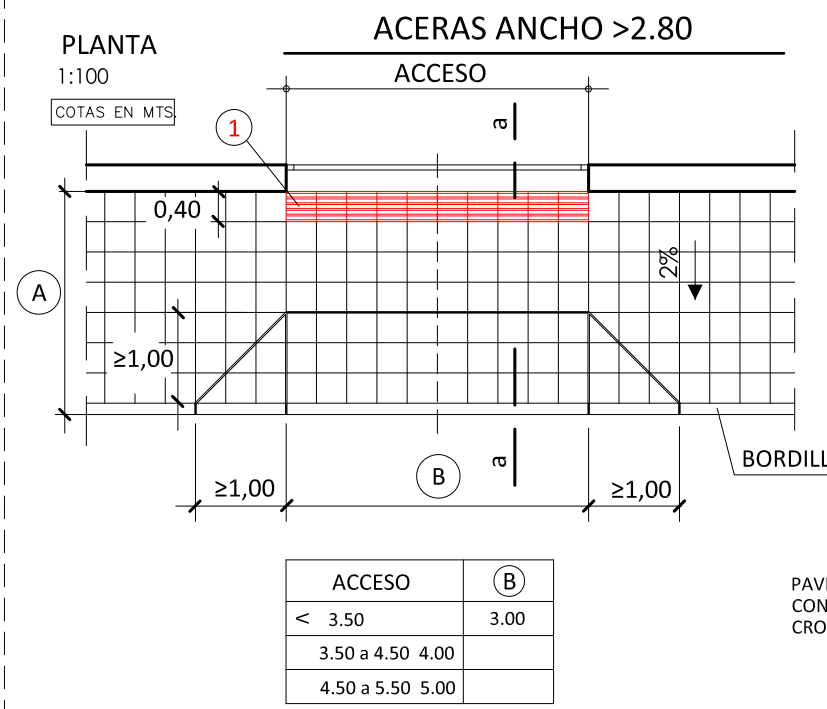 ACERAS ANCHO >2.80
PLANTA
1:100
COTAS EN MTS.
ACCESO
1
a
0,40
2%
A
≥1,00
a
B
BORDILL
≥1,00
≥1,00
ACCESO B
< 3.50 3.00
3.50 a 4.50 4.00
4.50 a 5.50 5.00
PAVI
CON
CRO